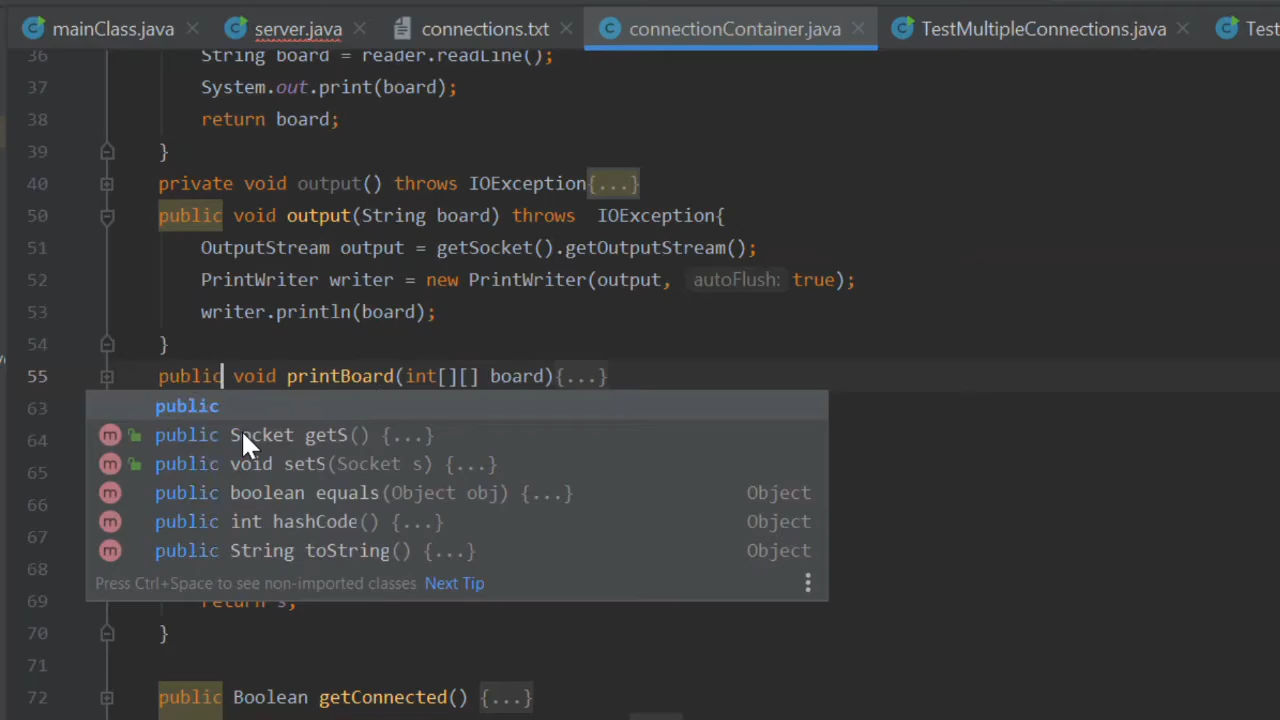 mainClass.java server.java connections.txt connectionContainer.java TestMultipleConnections.java Test
36 String board = reader.readLine();
37 System.out.print(board);
38 return board;
39 }
40 private void output() throws IOException{...}
50 public void output(String board) throws IOException{
51 OutputStream output = getSocket().getOutputStream();
52 PrintWriter writer = new PrintWriter(output, autoFlush: true);
53 writer.println(board);
54 }
55 public void printBoard(int[][] board){...}
63 public
64 public Socket getS() {...}
65 public void setS(Socket s) {...}
66 public boolean equals(Object obj) {...} Object
67 public int hashCode() {...} Object
68 public String toString() {...} Object
Press Ctrl+Space to see non-imported classes Next Tip
69 return s;
70 }
71
72 public Boolean getConnected() {...}